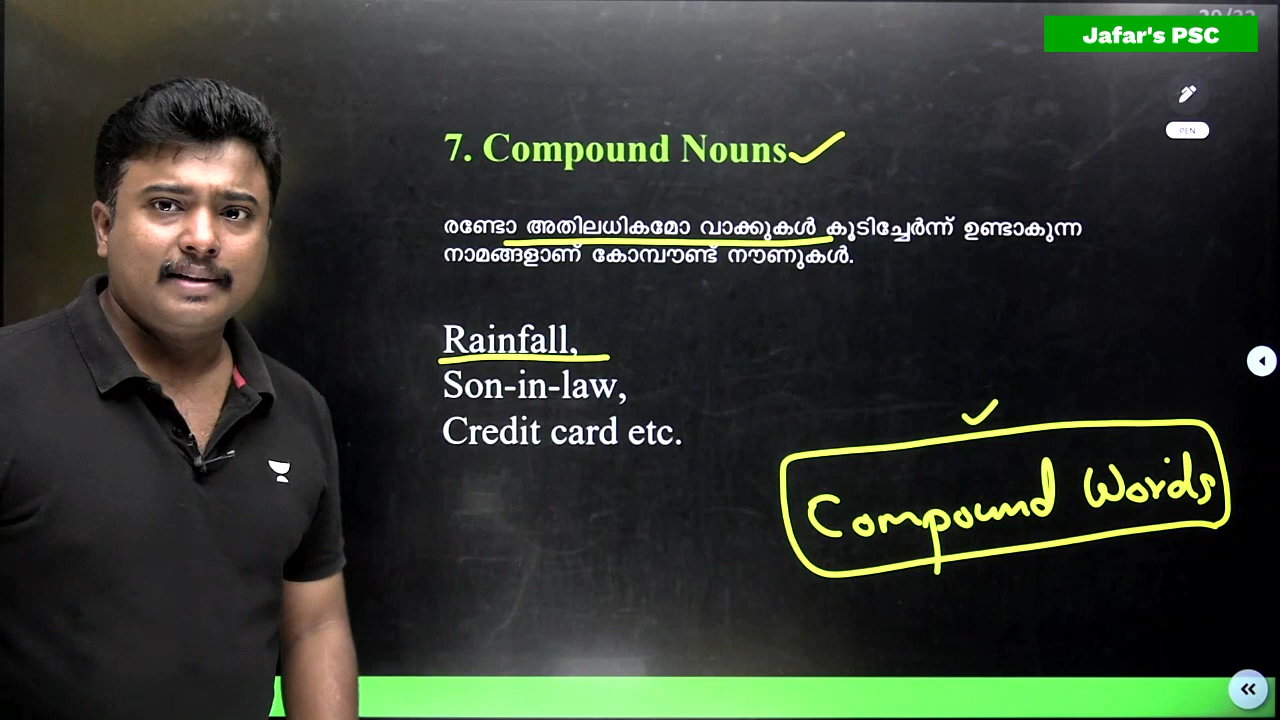 Jafar's PSC
PEN
7. Compound Nouns
രണ്ടോ അതിലധികമോ വാക്കുകൾ കൂടിച്ചേർന്ന് ഉണ്ടാകുന്ന
നാമങ്ങളാണ് കോമ്പൗണ്ട് നൗണുകൾ.
Rainfall,
Son-in-law,
Credit card etc.
Compound Words